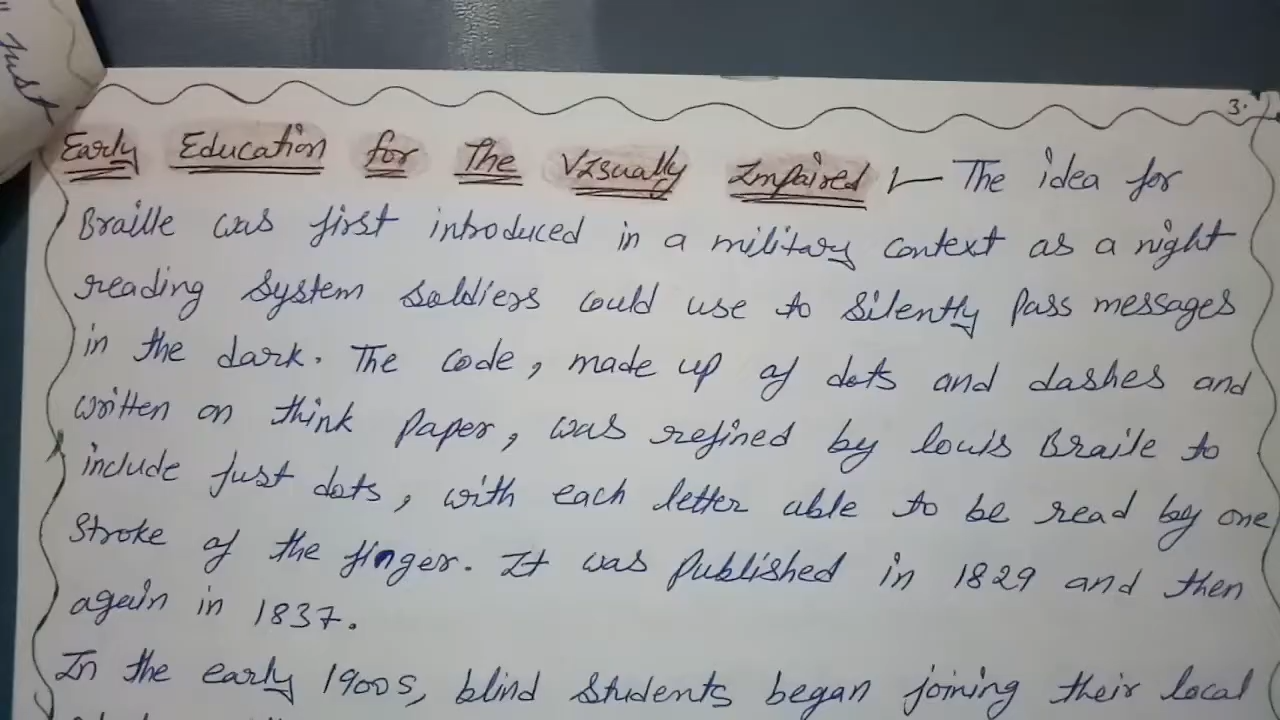 Just
3.
Early Education for The Visually Impaired :— The idea for
Braille was first introduced in a military context as a night
reading system soldiers could use to silently pass messages
in the dark. The code, made up of dots and dashes and
written on think paper, was refined by louis Braile to
include just dots, with each letter able to be read by one
stroke of the finger. It was published in 1829 and then
again in 1837.
In the early 1900s, blind students began joining their local